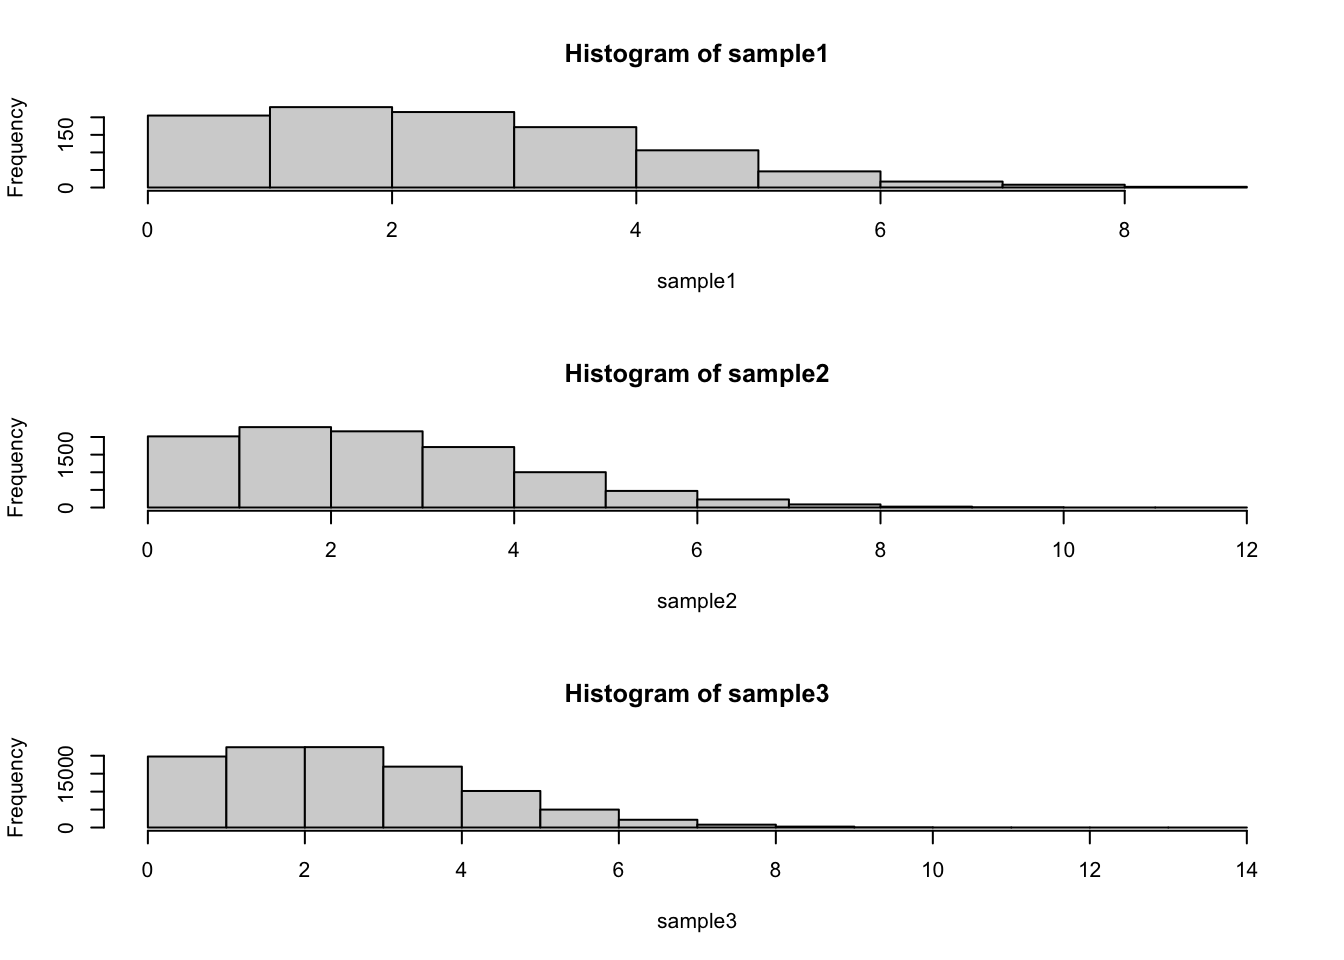 Histogram of sample1
Frequency
150
0
0 2 4 6 8
sample1
Histogram of sample2
Frequency
1500
0
0 2 4 6 8 10 12
sample2
Histogram of sample3
Frequency
15000
0
0 2 4 6 8 10 12 14
sample3